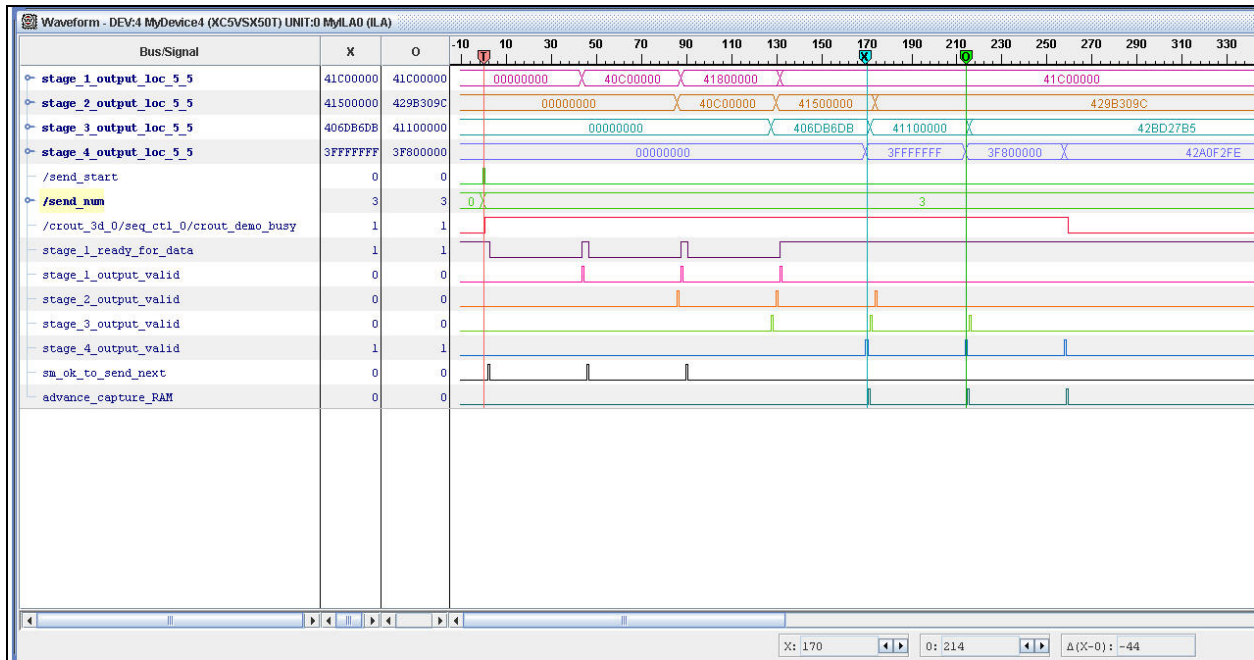 Waveform - DEV:4 MyDevice4 (XC5VSX50T) UNIT:0 MyILA0 (ILA)
Bus/Signal X O -10 10 30 50 70 90 110 130 150 170 190 210 230 250 270 290 310 330
T X O
stage_1_output_loc_5_5 41C00000 41C00000 00000000 40C00000 41800000 41C00000
stage_2_output_loc_5_5 41500000 429B309C 00000000 40C00000 41500000 429B309C
stage_3_output_loc_5_5 406DB6DB 41100000 00000000 406DB6DB 41100000 42BD27B5
stage_4_output_loc_5_5 3FFFFFFF 3F800000 00000000 3FFFFFFF 3F800000 42A0F2FE
/send_start 0 0
/send_num 3 3 0 3
/crout_3d_0/seq_ctl_0/crout_demo_busy 1 1
stage_1_ready_for_data 1 1
stage_1_output_valid 0 0
stage_2_output_valid 0 0
stage_3_output_valid 0 0
stage_4_output_valid 1 1
sm_ok_to_send_next 0 0
advance_capture_RAM 0 0
X: 170 O: 214 Δ(X-O): -44